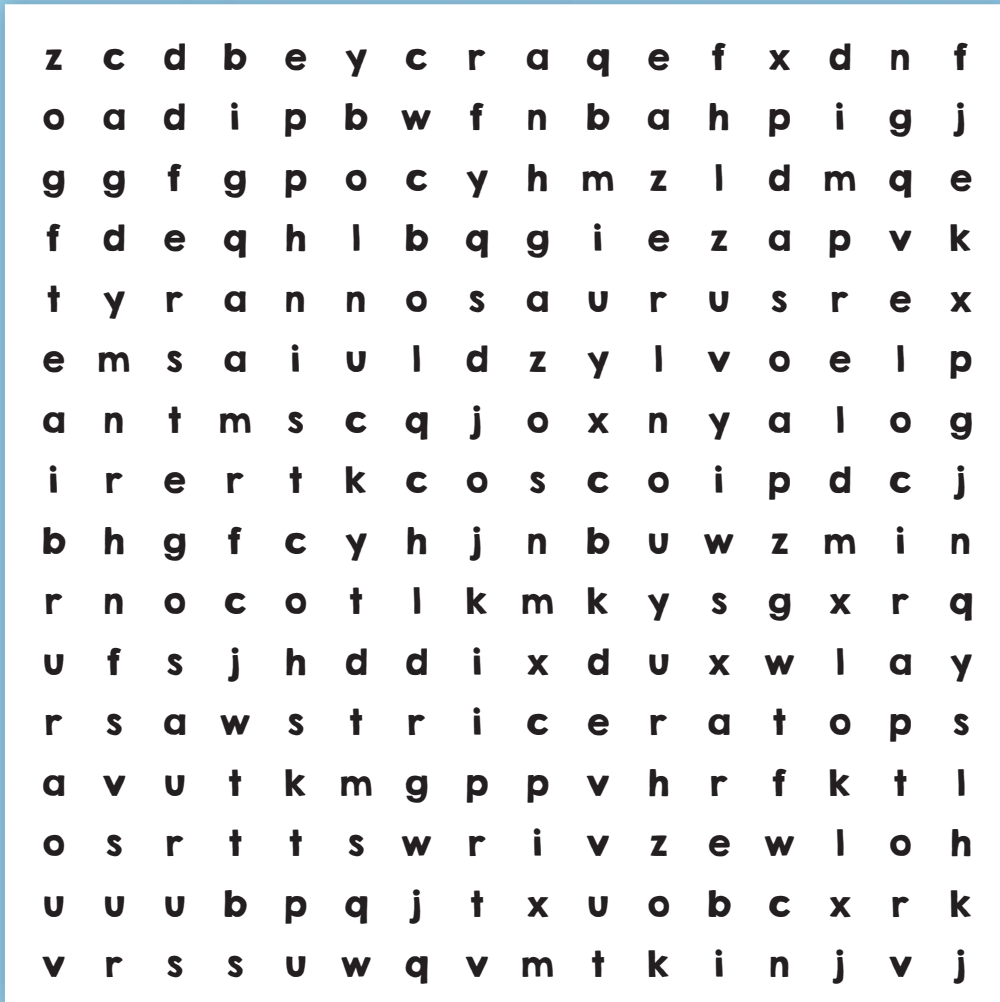 z c d b e y c r a q e f x d n f
o a d i p b w f n b a h p i g j
g g f g p o c y h m z l d m q e
f d e q h l b q g i e z a p v k
t y r a n n o s a u r u s r e x
e m s a i u l d z y l v o e l p
a n t m s c q j o x n y a l o g
i r e r t k c o s c o i p d c j
b h g f c y h j n b u w z m i n
r n o c o t l k m k y s g x r q
u f s j h d d i x d u x w l a y
r s a w s t r i c e r a t o p s
a v u t k m g p p v h r f k t l
o s r t t s w r i v z e w l o h
u u u b p q j t x u o b c x r k
v r s s u w q v m t k i n j v j